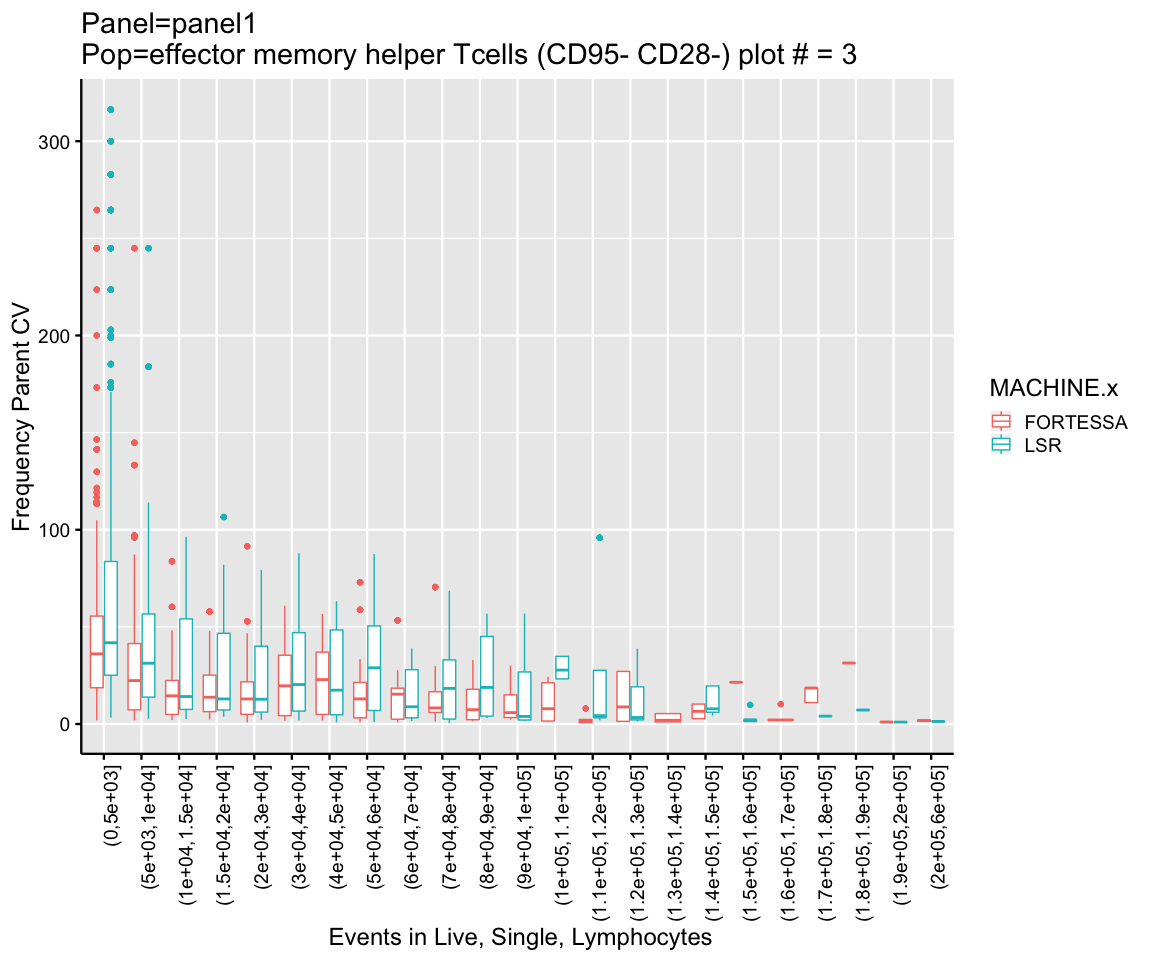 Panel=panel1
Pop=effector memory helper Tcells (CD95- CD28-) plot # = 3
300
200
100
0
Frequency Parent CV
(0,5e+03]
(5e+03,1e+04]
(1e+04,1.5e+04]
(1.5e+04,2e+04]
(2e+04,3e+04]
(3e+04,4e+04]
(4e+04,5e+04]
(5e+04,6e+04]
(6e+04,7e+04]
(7e+04,8e+04]
(8e+04,9e+04]
(9e+04,1e+05]
(1e+05,1.1e+05]
(1.1e+05,1.2e+05]
(1.2e+05,1.3e+05]
(1.3e+05,1.4e+05]
(1.4e+05,1.5e+05]
(1.5e+05,1.6e+05]
(1.6e+05,1.7e+05]
(1.7e+05,1.8e+05]
(1.8e+05,1.9e+05]
(1.9e+05,2e+05]
(2e+05,6e+05]
Events in Live, Single, Lymphocytes
MACHINE.x
FORTESSA
LSR